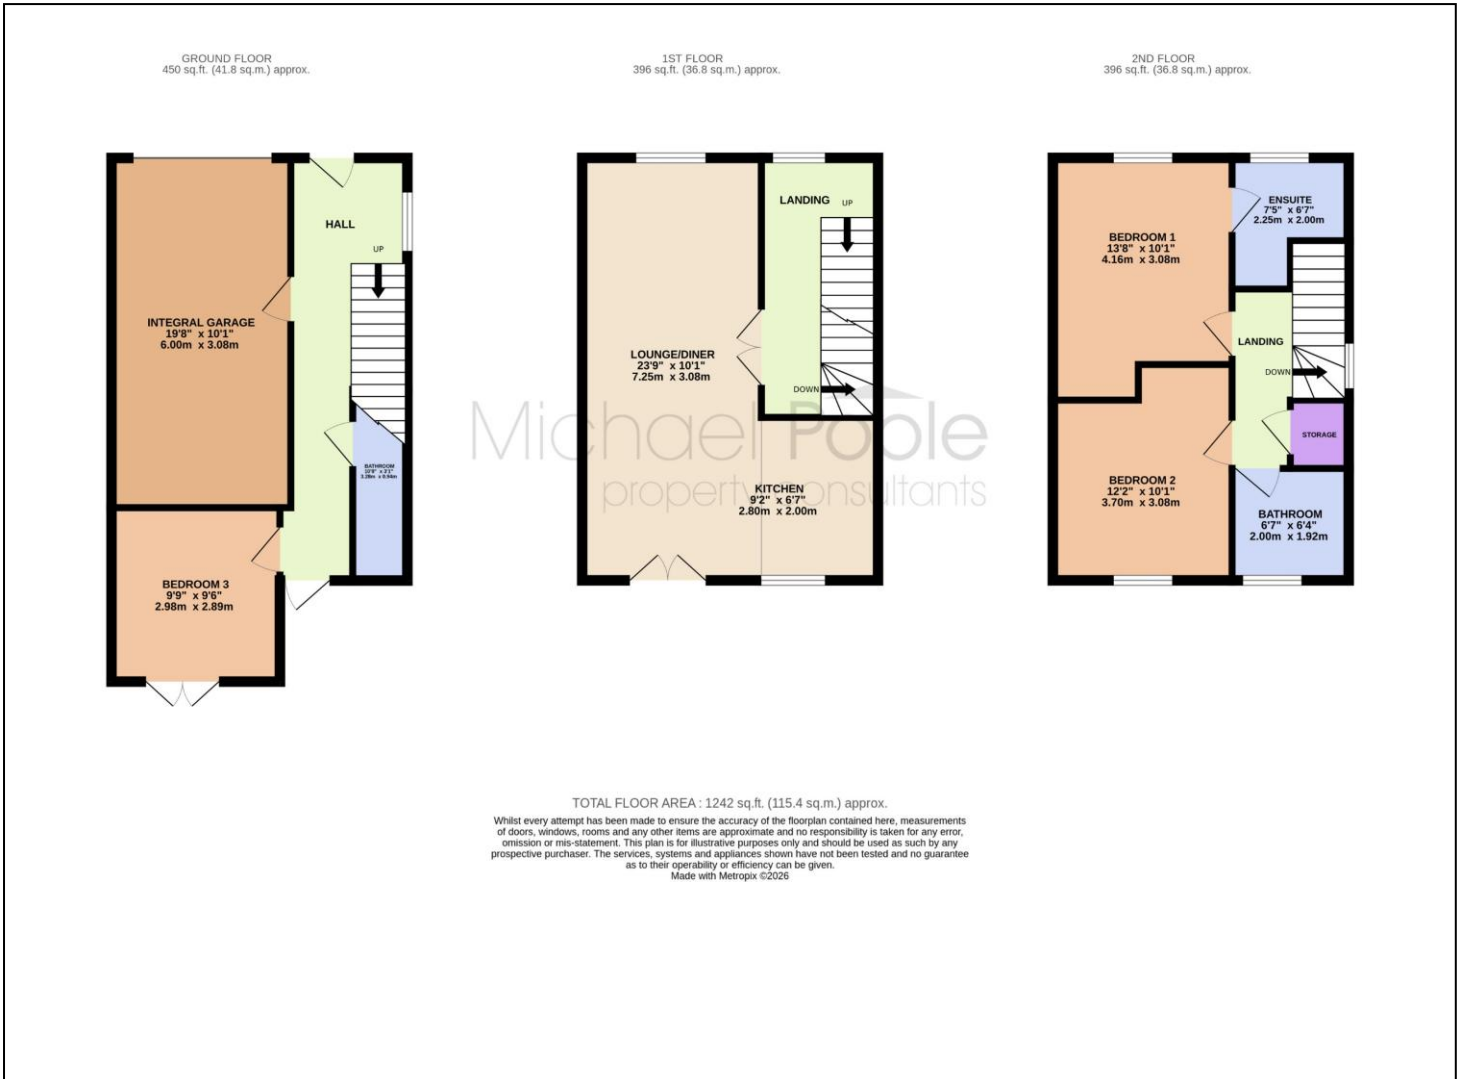 GROUND FLOOR
450 sq.ft. (41.8 sq.m.) approx.
1ST FLOOR
396 sq.ft. (36.8 sq.m.) approx.
2ND FLOOR
396 sq.ft. (36.8 sq.m.) approx.
HALL
UP
INTEGRAL GARAGE
19'8" x 10'1"
6.00m x 3.08m
BATHROOM
10'9" x 3'1"
3.28m x 0.94m
BEDROOM 3
9'9" x 9'6"
2.98m x 2.89m
LANDING
UP
LOUNGE/DINER
23'9" x 10'1"
7.25m x 3.08m
DOWN
KITCHEN
9'2" x 6'7"
2.80m x 2.00m
ENSUITE
7'5" x 6'7"
2.25m x 2.00m
BEDROOM 1
13'8" x 10'1"
4.16m x 3.08m
LANDING
DOWN
STORAGE
BEDROOM 2
12'2" x 10'1"
3.70m x 3.08m
BATHROOM
6'7" x 6'4"
2.00m x 1.92m
Michael Poole
property consultants
TOTAL FLOOR AREA : 1242 sq.ft. (115.4 sq.m.) approx.
Whilst every attempt has been made to ensure the accuracy of the floorplan contained here, measurements
of doors, windows, rooms and any other items are approximate and no responsibility is taken for any error,
omission or mis-statement. This plan is for illustrative purposes only and should be used as such by any
prospective purchaser. The services, systems and appliances shown have not been tested and no guarantee
as to their operability or efficiency can be given.
Made with Metropix ©2026